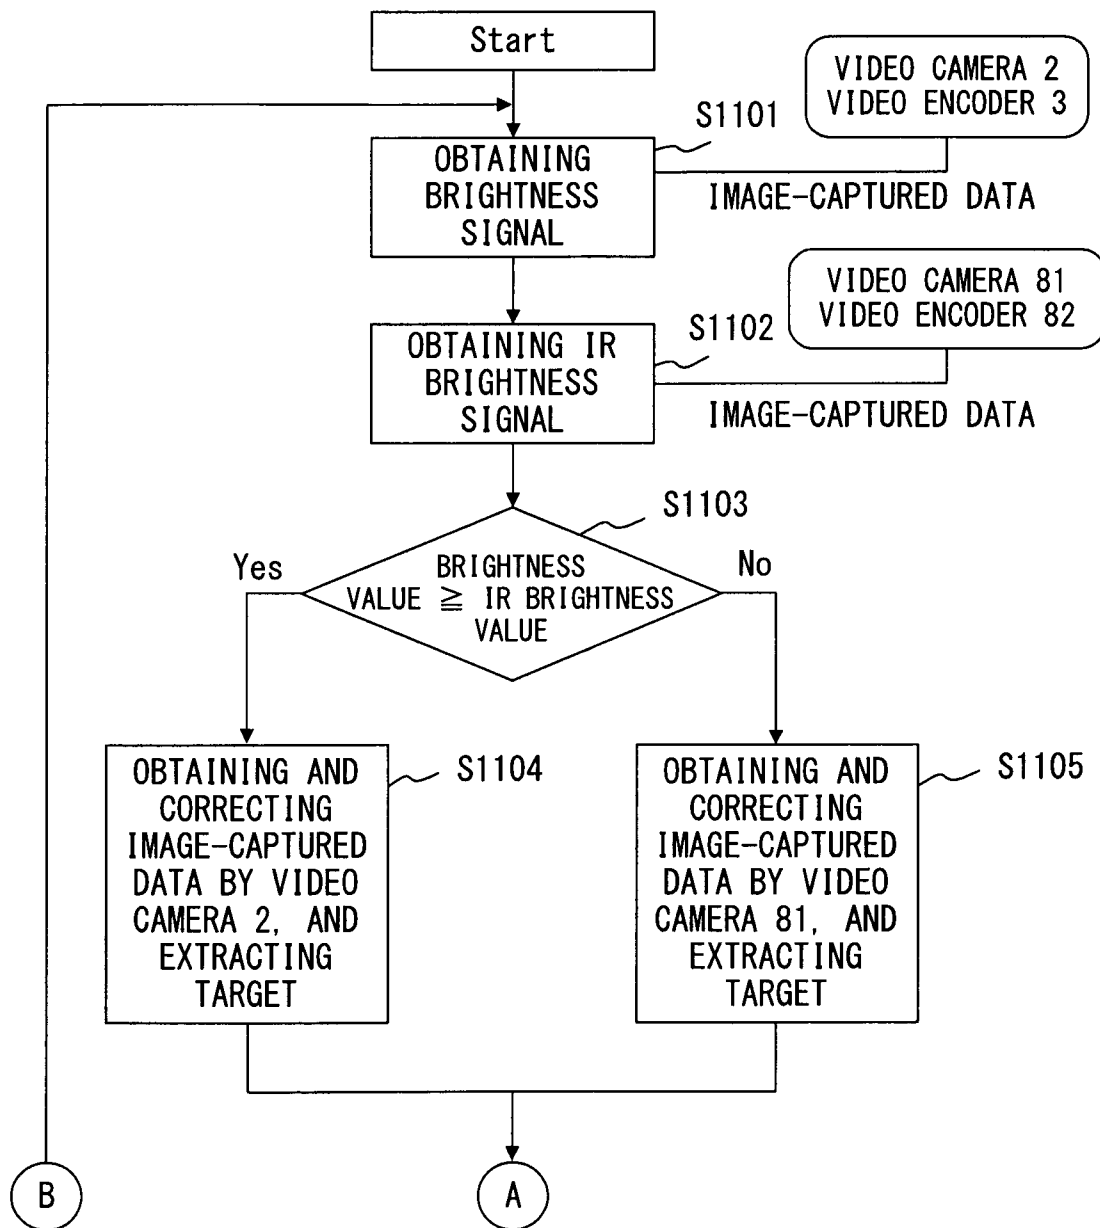 Start
VIDEO CAMERA 2
VIDEO ENCODER 3
S1101
OBTAINING
BRIGHTNESS
SIGNAL
IMAGE-CAPTURED DATA
VIDEO CAMERA 81
VIDEO ENCODER 82
S1102
OBTAINING IR
BRIGHTNESS
SIGNAL
IMAGE-CAPTURED DATA
S1103
Yes
BRIGHTNESS
VALUE ≧ IR BRIGHTNESS
VALUE
No
S1104
OBTAINING AND
CORRECTING
IMAGE-CAPTURED
DATA BY VIDEO
CAMERA 2, AND
EXTRACTING
TARGET
S1105
OBTAINING AND
CORRECTING
IMAGE-CAPTURED
DATA BY VIDEO
CAMERA 81, AND
EXTRACTING
TARGET
B
A